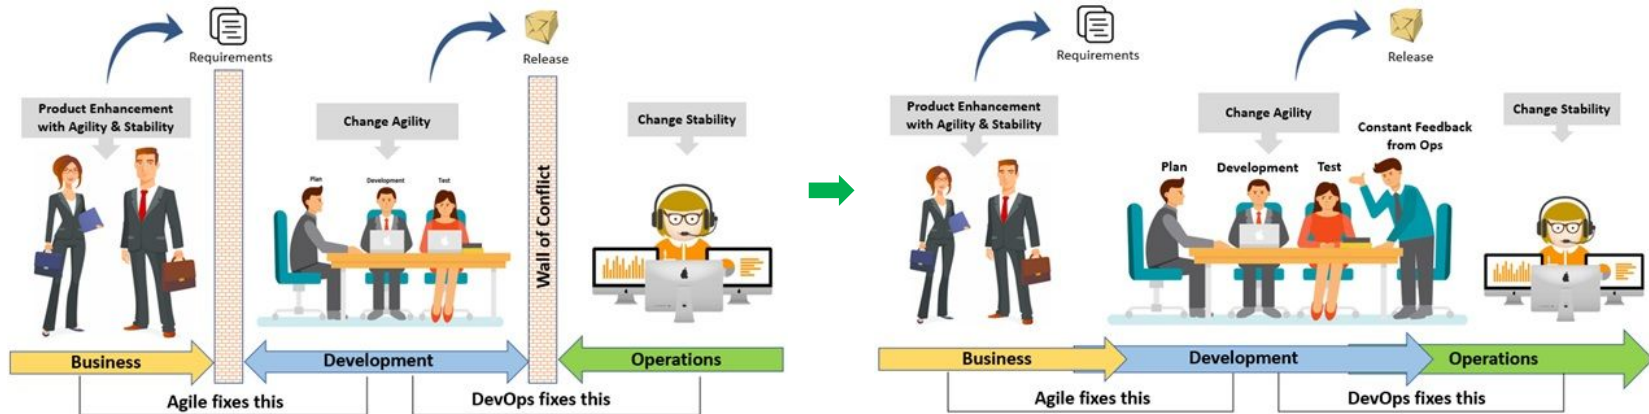 Requirements
Release
Product Enhancement
with Agility & Stability
Change Agility
Change Stability
Plan
Development
Test
Wall of Conflict
Business
Development
Operations
Agile fixes this
DevOps fixes this
Requirements
Release
Product Enhancement
with Agility & Stability
Change Agility
Change Stability
Constant Feedback
from Ops
Plan
Development
Test
Business
Development
Operations
Agile fixes this
DevOps fixes this